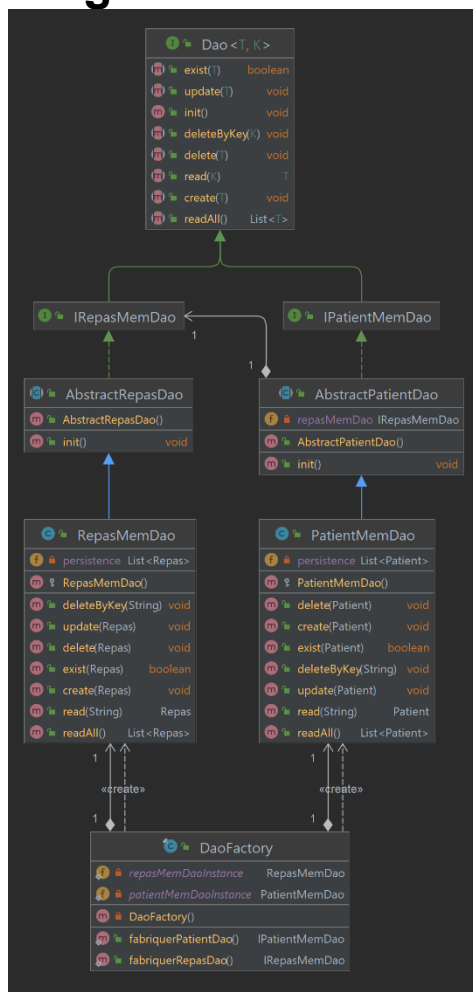 Dao<T, K>
exist(T) boolean
update(T) void
init() void
deleteByKey(K) void
delete(T) void
read(K) T
create(T) void
readAll() List<T>
IRepasMemDao
IPatientMemDao
1
1
AbstractRepasDao
AbstractRepasDao()
init() void
AbstractPatientDao
repasMemDao IRepasMemDao
AbstractPatientDao()
init() void
RepasMemDao
persistence List<Repas>
RepasMemDao()
deleteByKey(String) void
update(Repas) void
delete(Repas) void
exist(Repas) boolean
create(Repas) void
read(String) Repas
readAll() List<Repas>
PatientMemDao
persistence List<Patient>
PatientMemDao()
delete(Patient) void
create(Patient) void
exist(Patient) boolean
deleteByKey(String) void
update(Patient) void
read(String) Patient
readAll() List<Patient>
1
«create»
1
1
«create»
1
DaoFactory
repasMemDaoInstance RepasMemDao
patientMemDaoInstance PatientMemDao
DaoFactory()
fabriquerPatientDao() IPatientMemDao
fabriquerRepasDao() IRepasMemDao